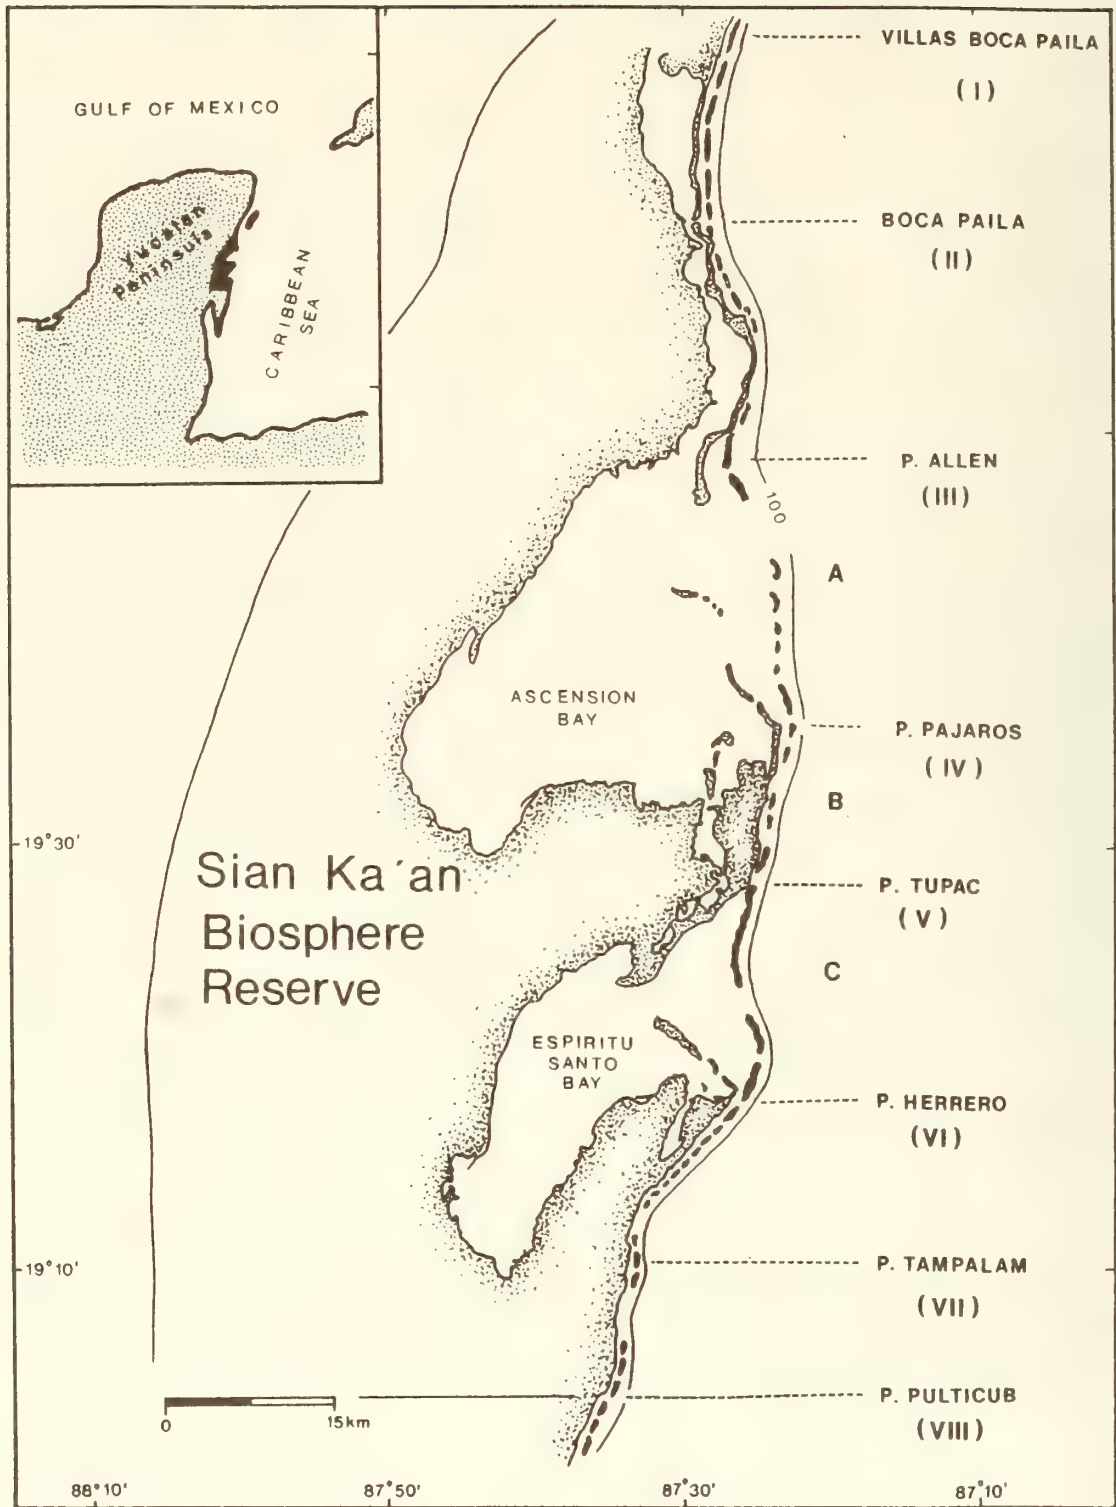 VILLAS BOCA PAILA
(I)
GULF OF MEXICO
Yucatan
Peninsula
CARIBBEAN
SEA
BOCA PAILA
(II)
P. ALLEN
(III)
100
A
ASCENSION
BAY
P. PAJAROS
(IV)
B
19°30'
Sian Ka'an
Biosphere
Reserve
P. TUPAC
(V)
C
ESPIRITU
SANTO
BAY
P. HERRERO
(VI)
19°10'
P. TAMPALAM
(VII)
P. PULTICUB
(VIII)
0 15km
88°10' 87°50' 87°30' 87°10'